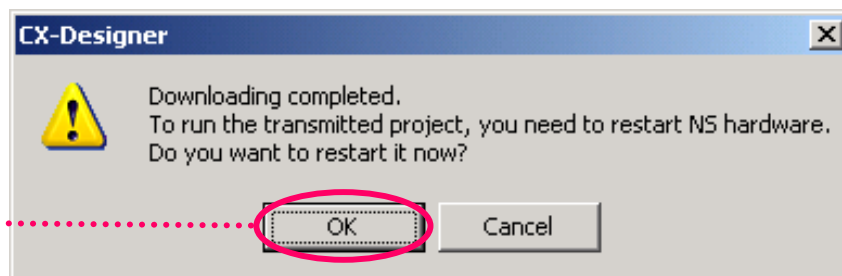 CX-Designer
Downloading completed.
To run the transmitted project, you need to restart NS hardware.
Do you want to restart it now?
OK
Cancel